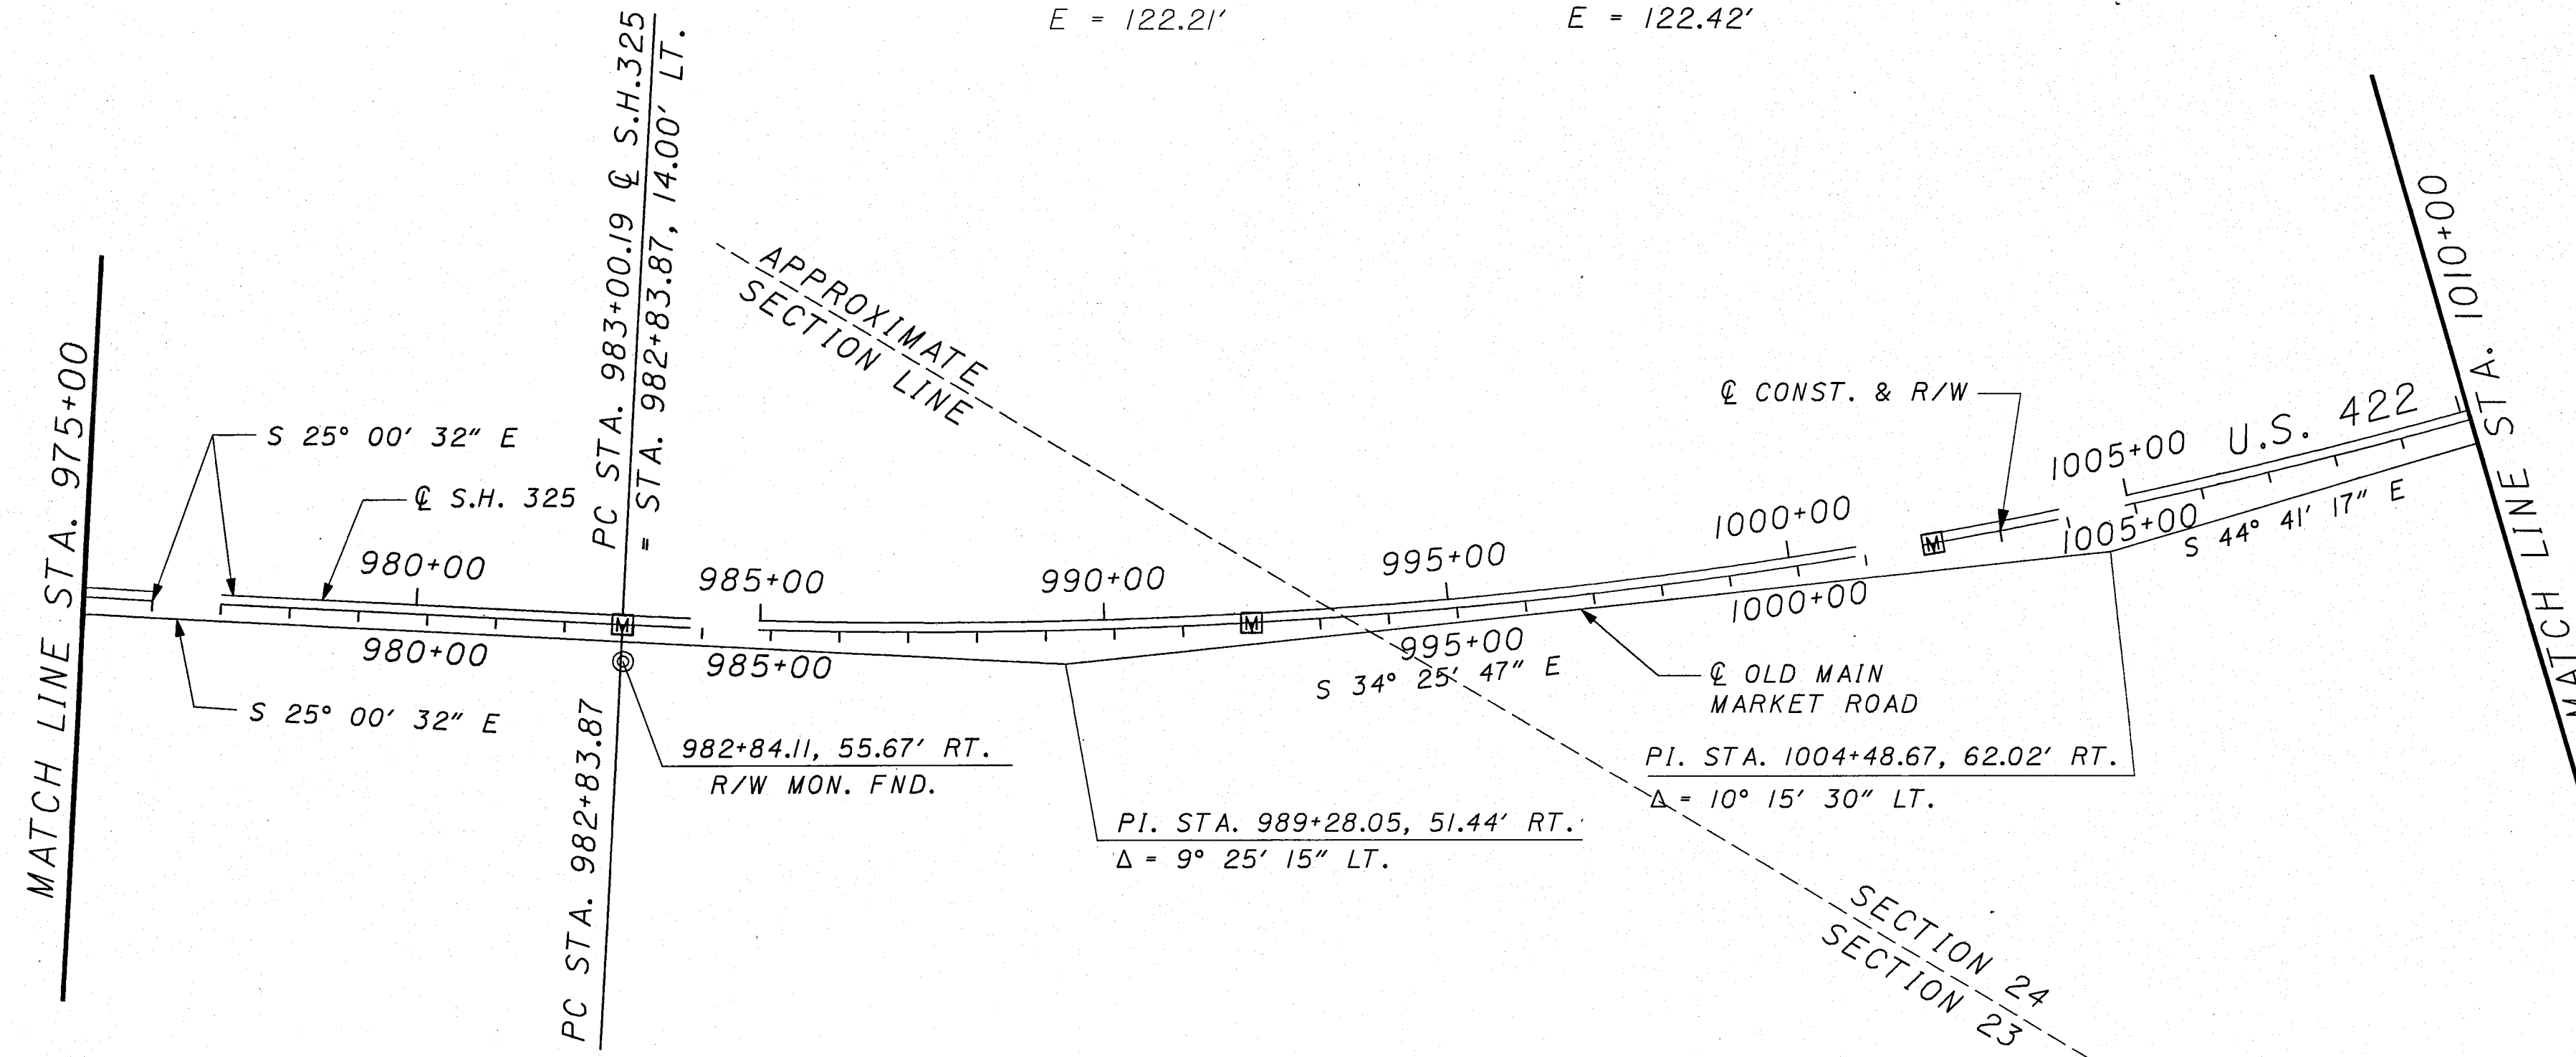 E = 122.21'
E = 122.42'
PC STA. 983+00.19 ℄ S.H.325
= STA. 982+83.87, 14.00' LT.
MATCH LINE STA. 975+00
S 25° 00' 32" E
℄ S.H. 325
980+00
980+00
S 25° 00' 32" E
PC STA. 982+83.87
982+84.11, 55.67' RT.
R/W MON. FND.
M
985+00
985+00
APPROXIMATE
SECTION LINE
990+00
M
995+00
995+00
S 34° 25' 47" E
PI. STA. 989+28.05, 51.44' RT.
Δ = 9° 25' 15" LT.
℄ OLD MAIN
MARKET ROAD
1000+00
1000+00
℄ CONST. & R/W
M
PI. STA. 1004+48.67, 62.02' RT.
Δ = 10° 15' 30" LT.
1005+00
1005+00
U.S. 422
S 44° 41' 17" E
MATCH LINE STA. 1010+00
SECTION 24
SECTION 23